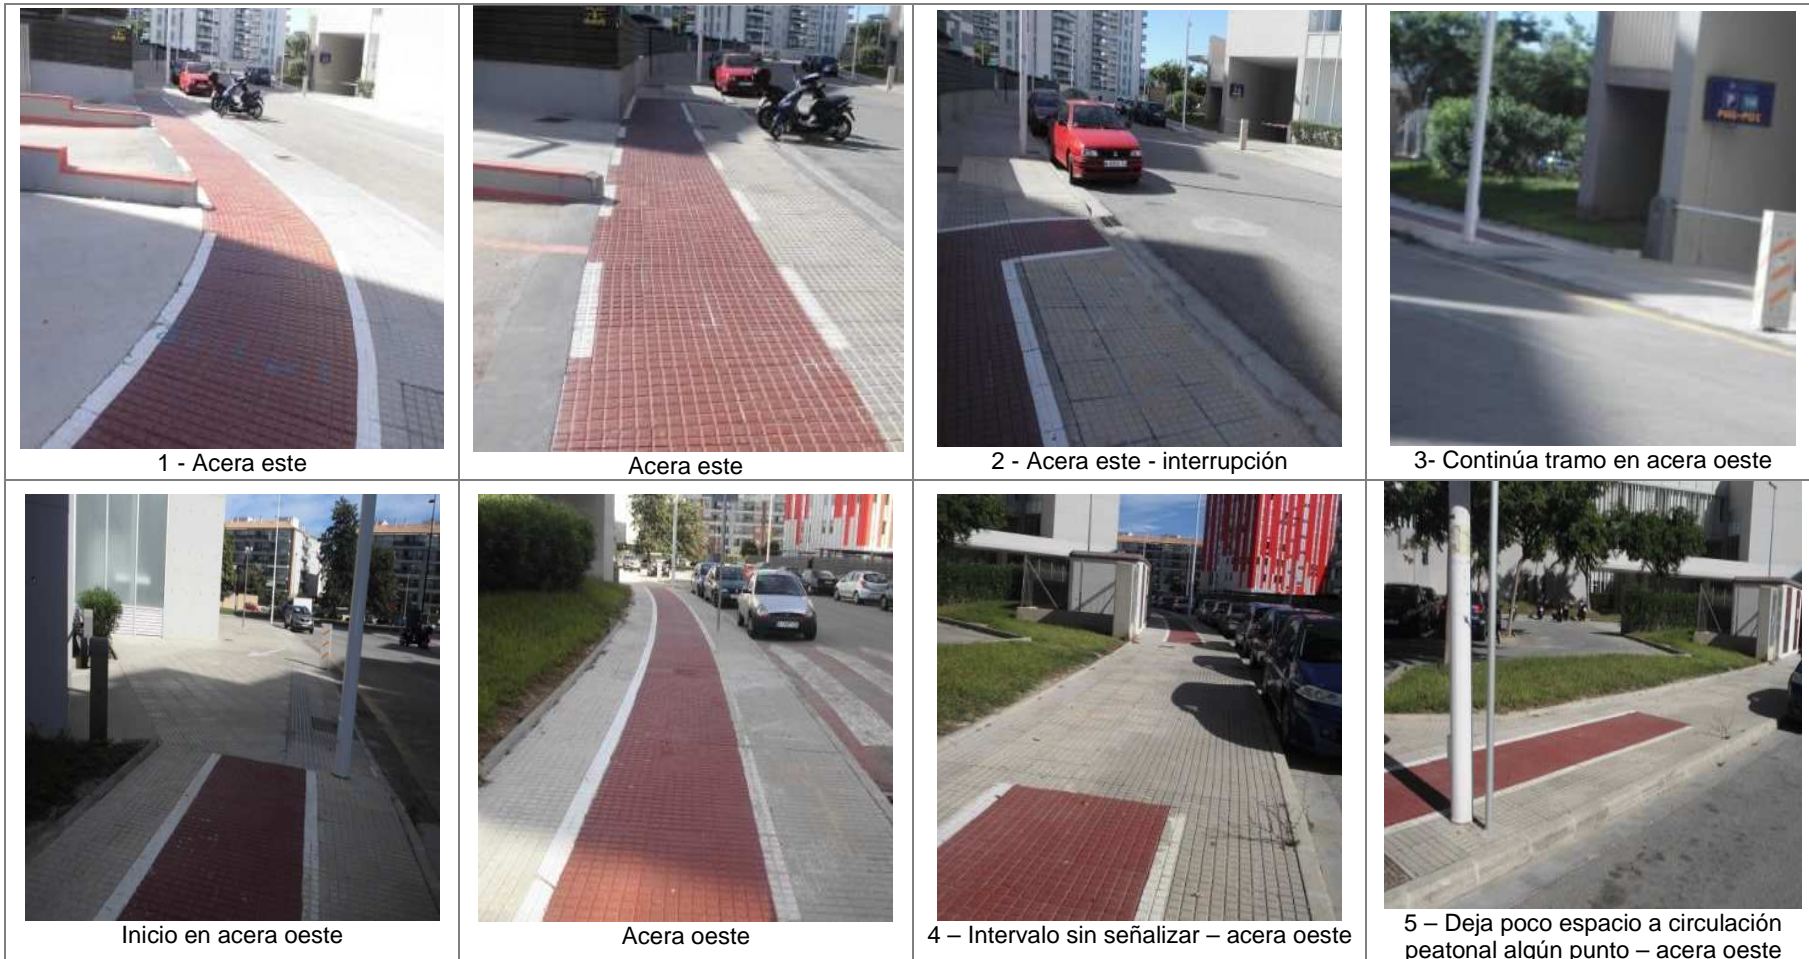 1 - Acera este
Acera este
2 - Acera este - interrupción
3- Continúa tramo en acera oeste
Inicio en acera oeste
Acera oeste
4 – Intervalo sin señalizar – acera oeste
5 – Deja poco espacio a circulación
peatonal algún punto – acera oeste